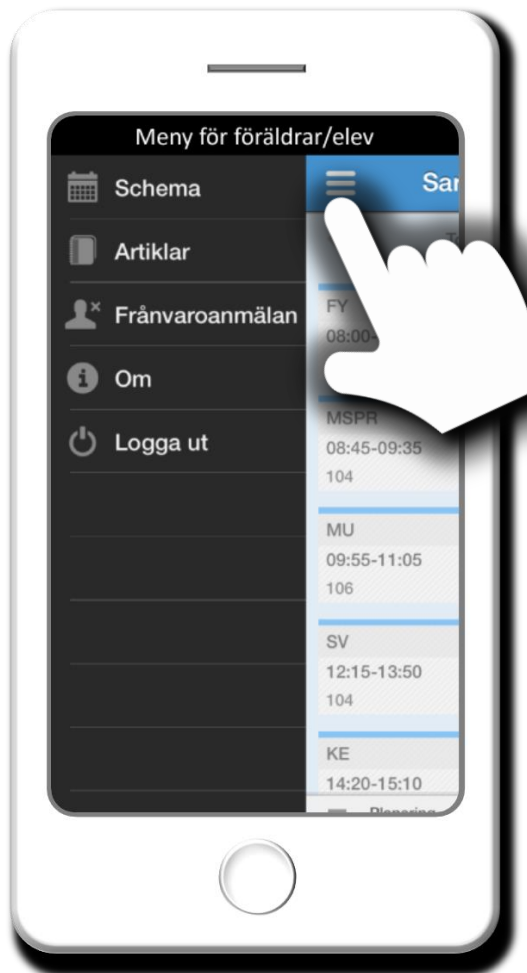 Meny för föräldrar/elev
Schema
Artiklar
Frånvaroanmälan
Om
Logga ut
FY
08:00-
MSPR
08:45-09:35
104
MU
09:55-11:05
106
SV
12:15-13:50
104
KE
14:20-15:10